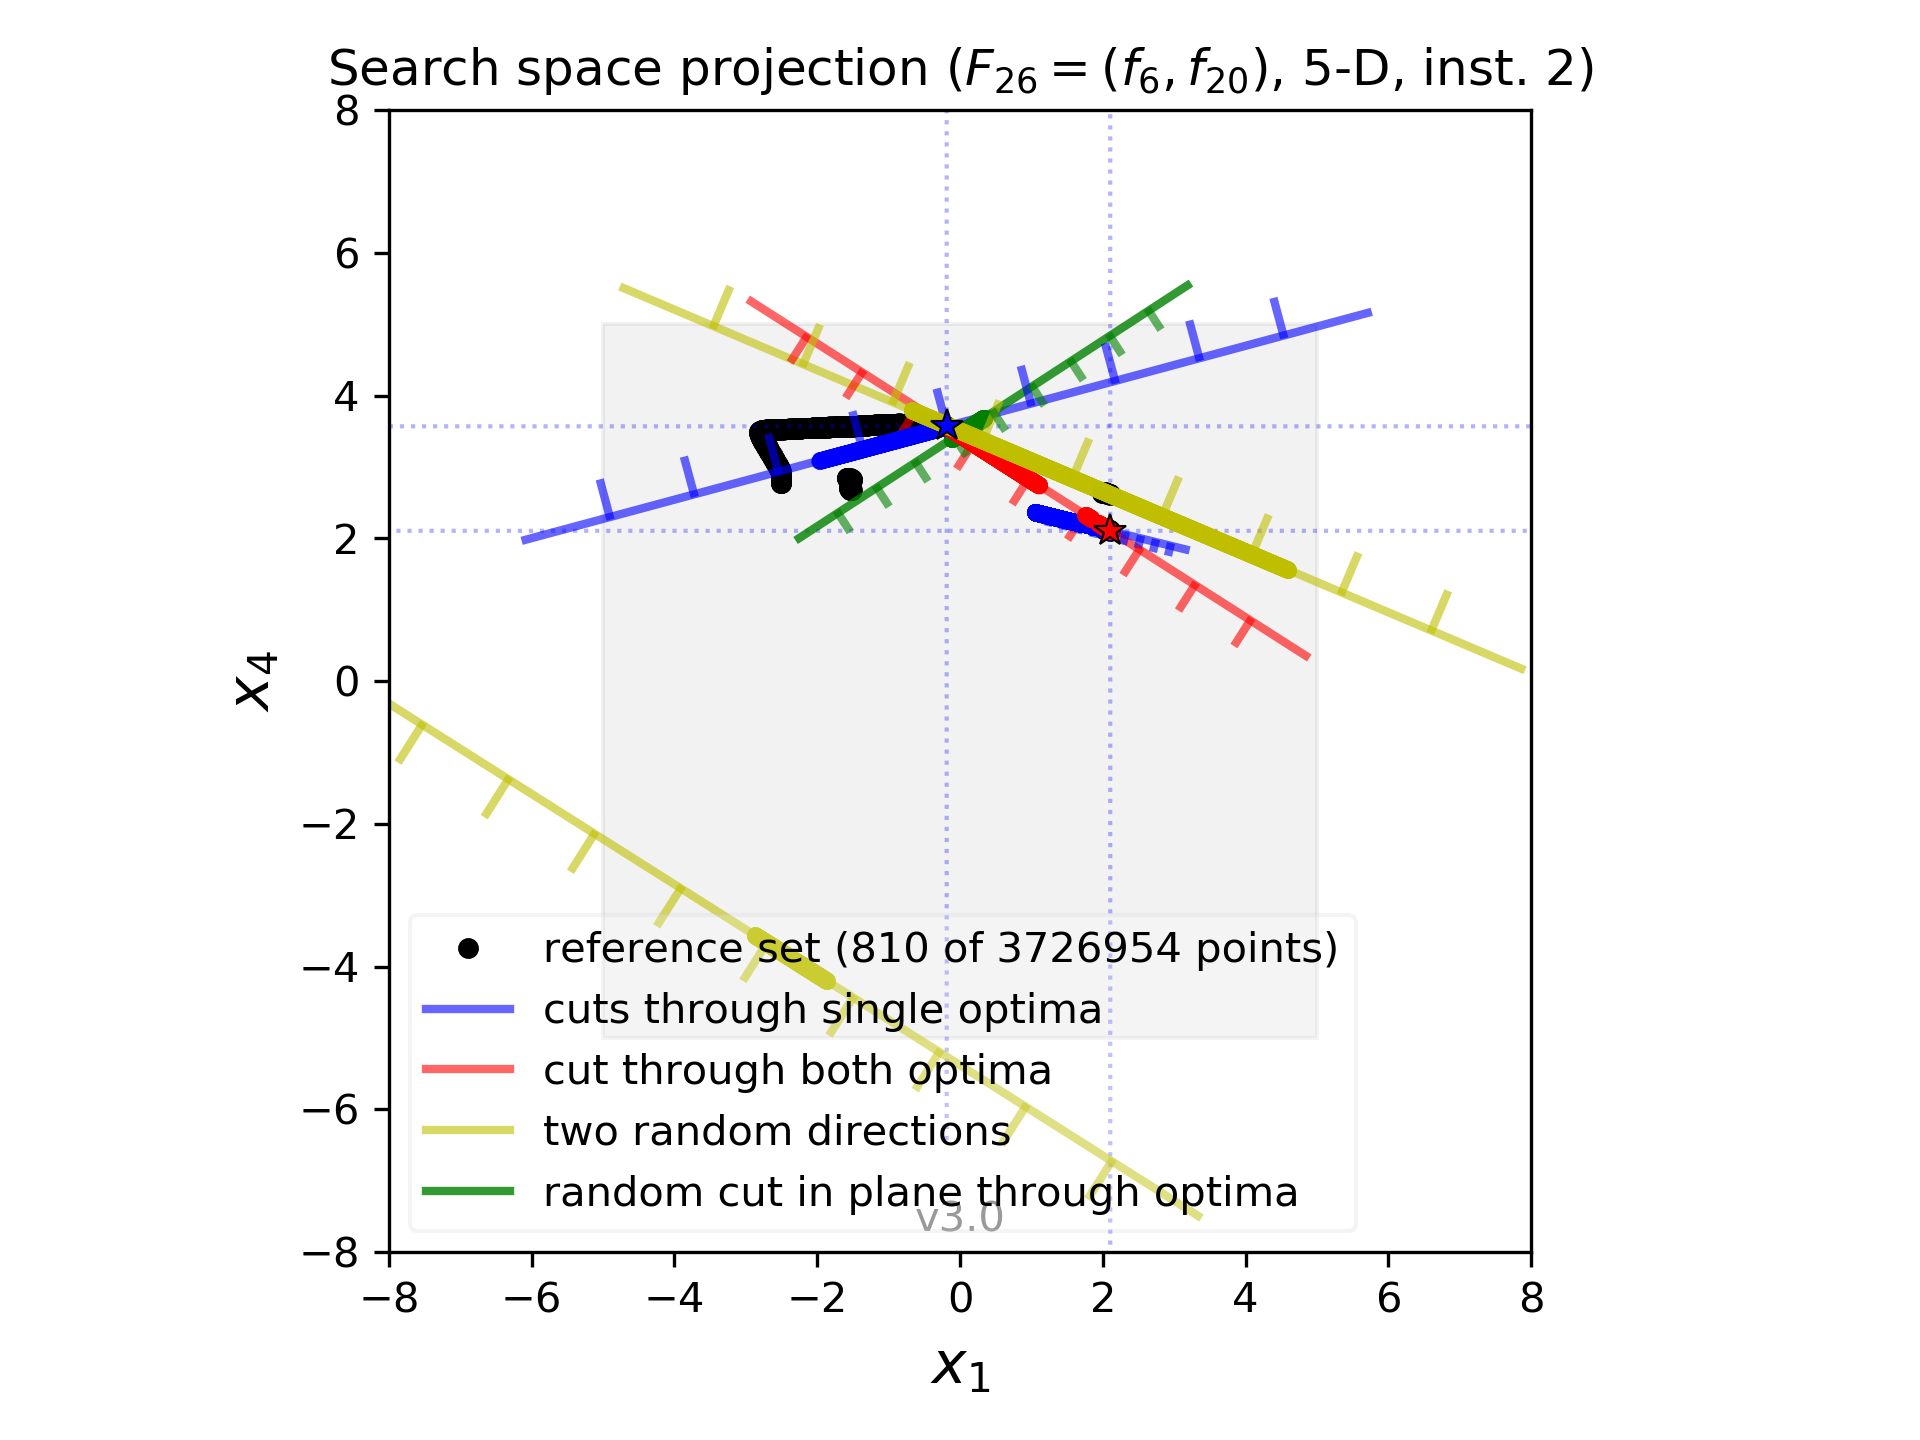 Search space projection (F26 = (f6, f20), 5-D, inst. 2)
8
6
4
2
0
−2
−4
−6
−8
x4
reference set (810 of 3726954 points)
cuts through single optima
cut through both optima
two random directions
random cut in plane through optima
v3.0
−8 −6 −4 −2 0 2 4 6 8
x1